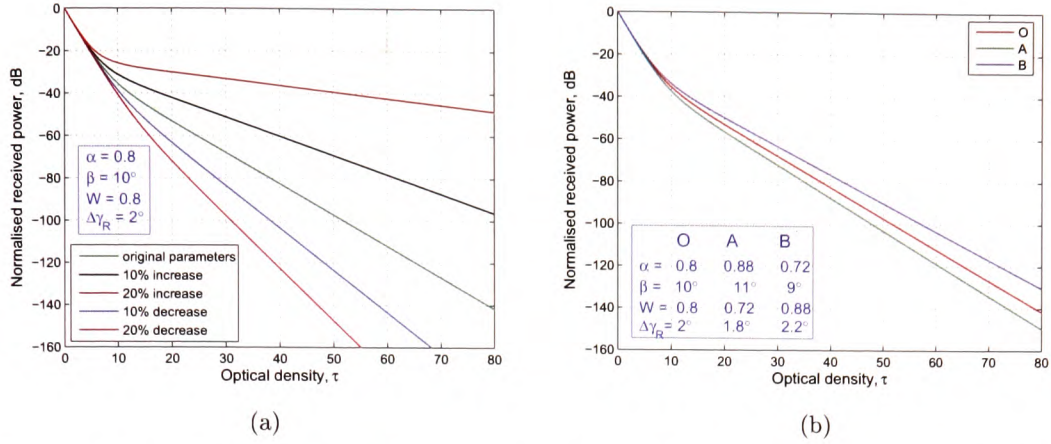 0
−20
−40
−60
−80
−100
−120
−140
−160
Normalised received power, dB
α = 0.8
β = 10°
W = 0.8
Δγ_R = 2°
original parameters
10% increase
20% increase
10% decrease
20% decrease
0 10 20 30 40 50 60 70 80
Optical density, τ
(a)
0
−20
−40
−60
−80
−100
−120
−140
−160
Normalised received power, dB
O
A
B
O A B
α = 0.8 0.88 0.72
β = 10° 11° 9°
W = 0.8 0.72 0.88
Δγ_R = 2° 1.8° 2.2°
0 10 20 30 40 50 60 70 80
Optical density, τ
(b)